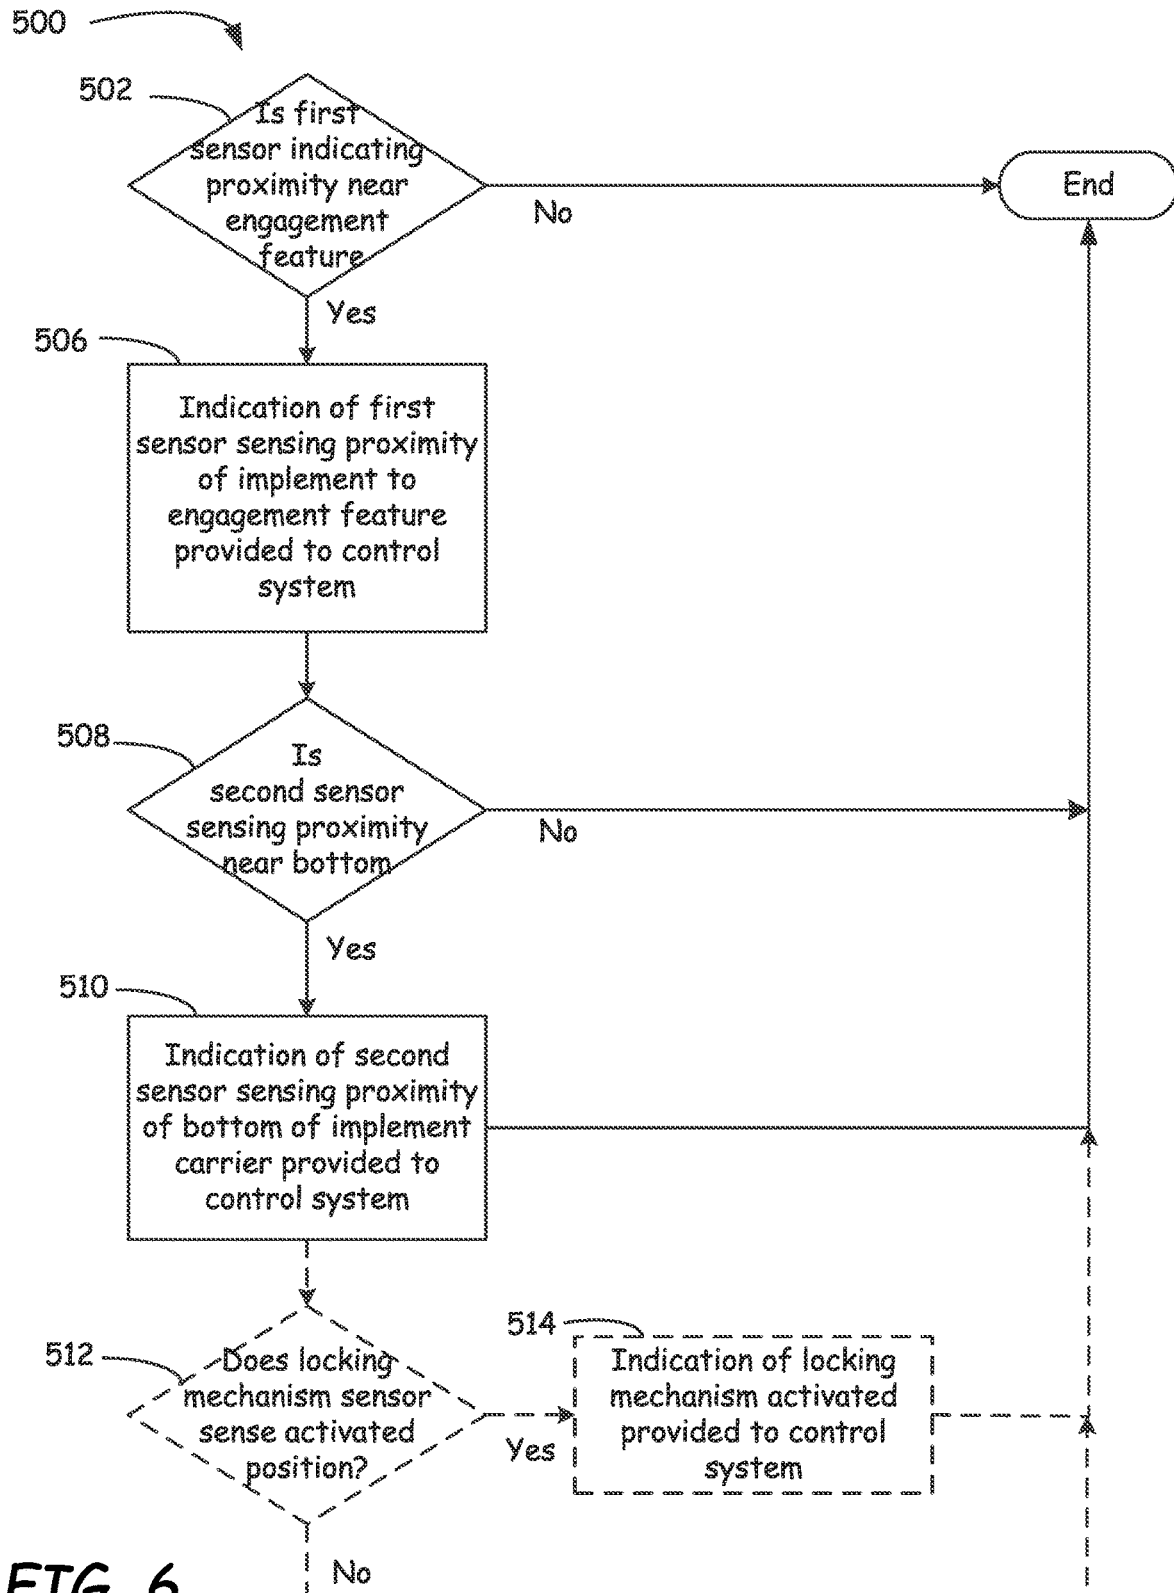 500
502
Is first
sensor indicating
proximity near
engagement
feature
End
No
Yes
506
Indication of first
sensor sensing proximity
of implement to
engagement feature
provided to control
system
508
Is
second sensor
sensing proximity
near bottom
No
Yes
510
Indication of second
sensor sensing proximity
of bottom of implement
carrier provided to
control system
512
Does locking
mechanism sensor
sense activated
position?
Yes
514
Indication of locking
mechanism activated
provided to control
system
No
FIG. 6